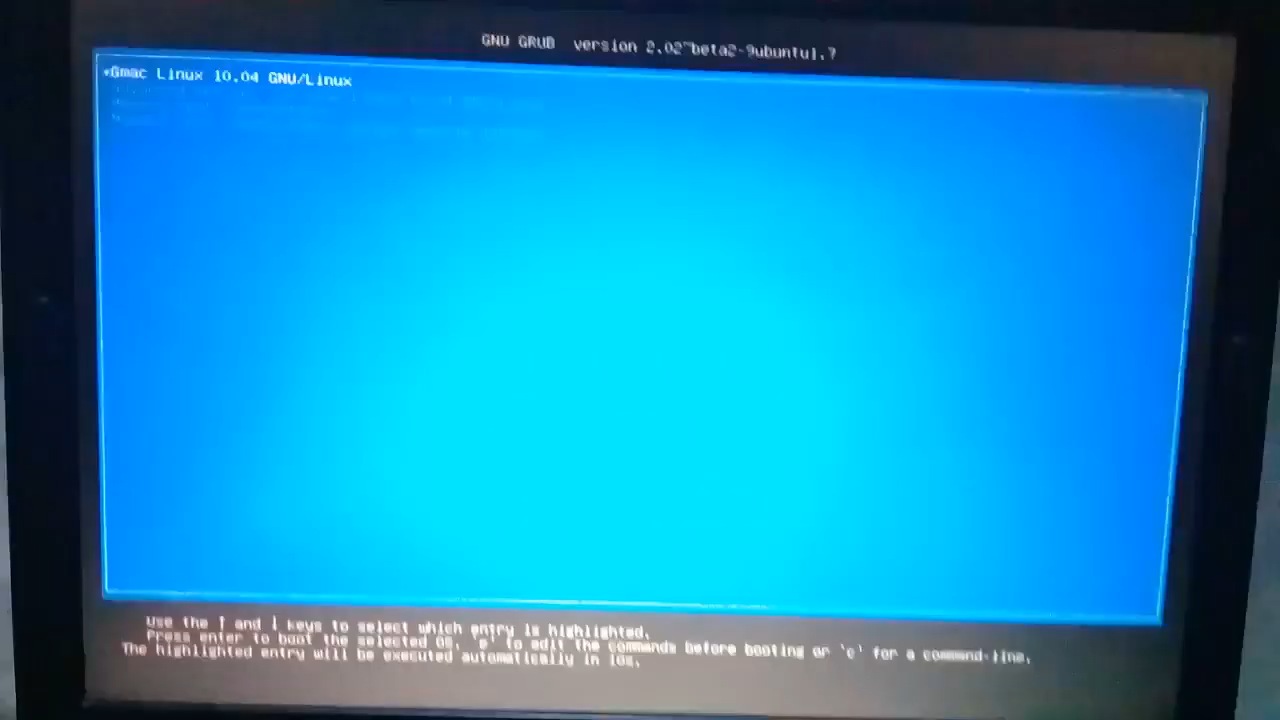 GNU GRUB version 2.02~beta2-9ubuntu1.7
*Gmac Linux 10.04 GNU/Linux
Use the ↑ and ↓ keys to select which entry is highlighted.
Press enter to boot the selected OS, 'e' to edit the commands before booting or 'c' for a command-line.
The highlighted entry will be executed automatically in 10s.